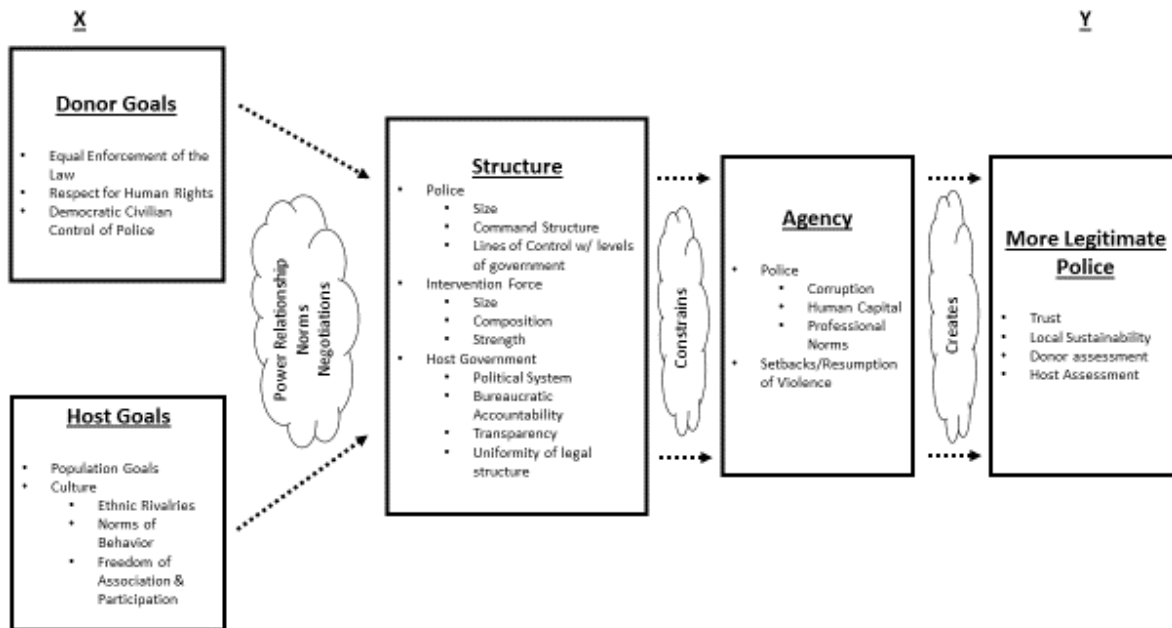 X
Y
Donor Goals
• Equal Enforcement of the
Law
• Respect for Human Rights
• Democratic Civilian
Control of Police
Host Goals
• Population Goals
• Culture
• Ethnic Rivalries
• Norms of
Behavior
• Freedom of
Association &
Participation
Power Relationship
Norms
Negotiations
Structure
• Police
• Size
• Command Structure
• Lines of Control w/ levels
of government
• Intervention Force
• Size
• Composition
• Strength
• Host Government
• Political System
• Bureaucratic
Accountability
• Transparency
• Uniformity of legal
structure
Constrains
Agency
• Police
• Corruption
• Human Capital
• Professional
Norms
• Setbacks/Resumption
of Violence
Creates
More Legitimate
Police
• Trust
• Local Sustainability
• Donor assessment
• Host Assessment